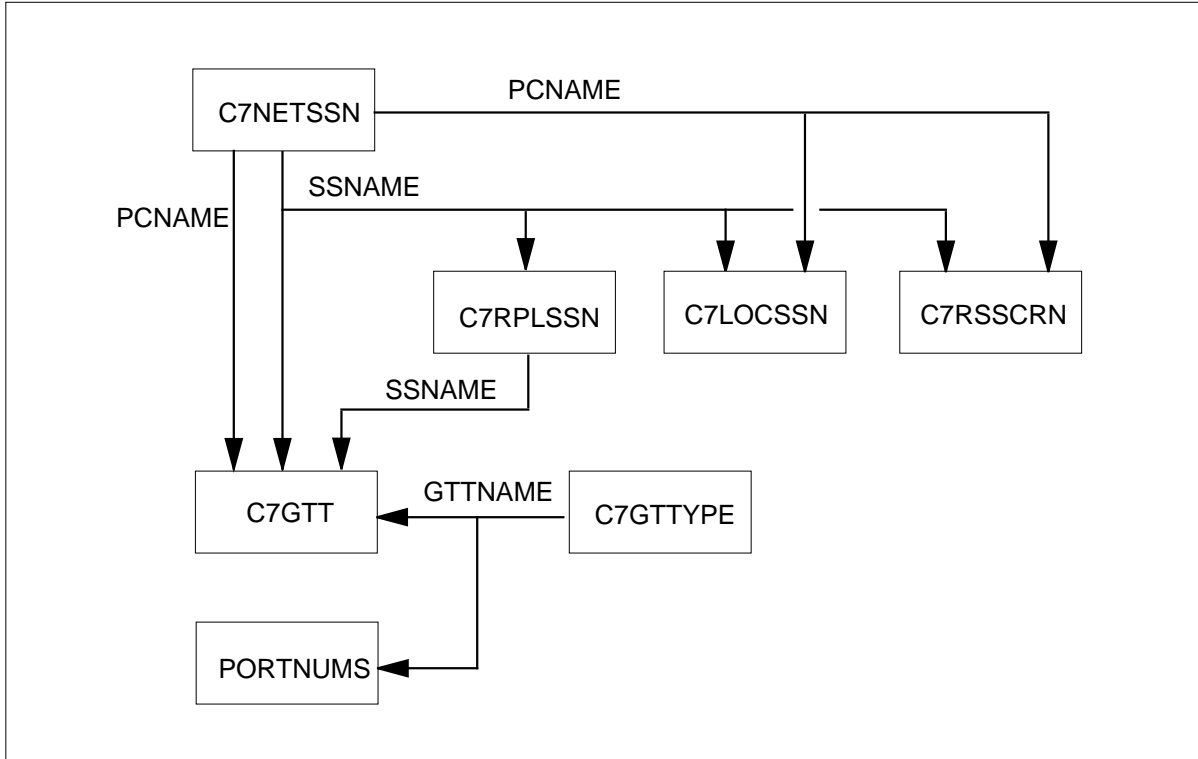 PCNAME
C7NETSSN
SSNAME
PCNAME
C7RPLSSN
C7LOCSSN
C7RSSCRN
SSNAME
GTTNAME
C7GTT
C7GTTYPE
PORTNUMS